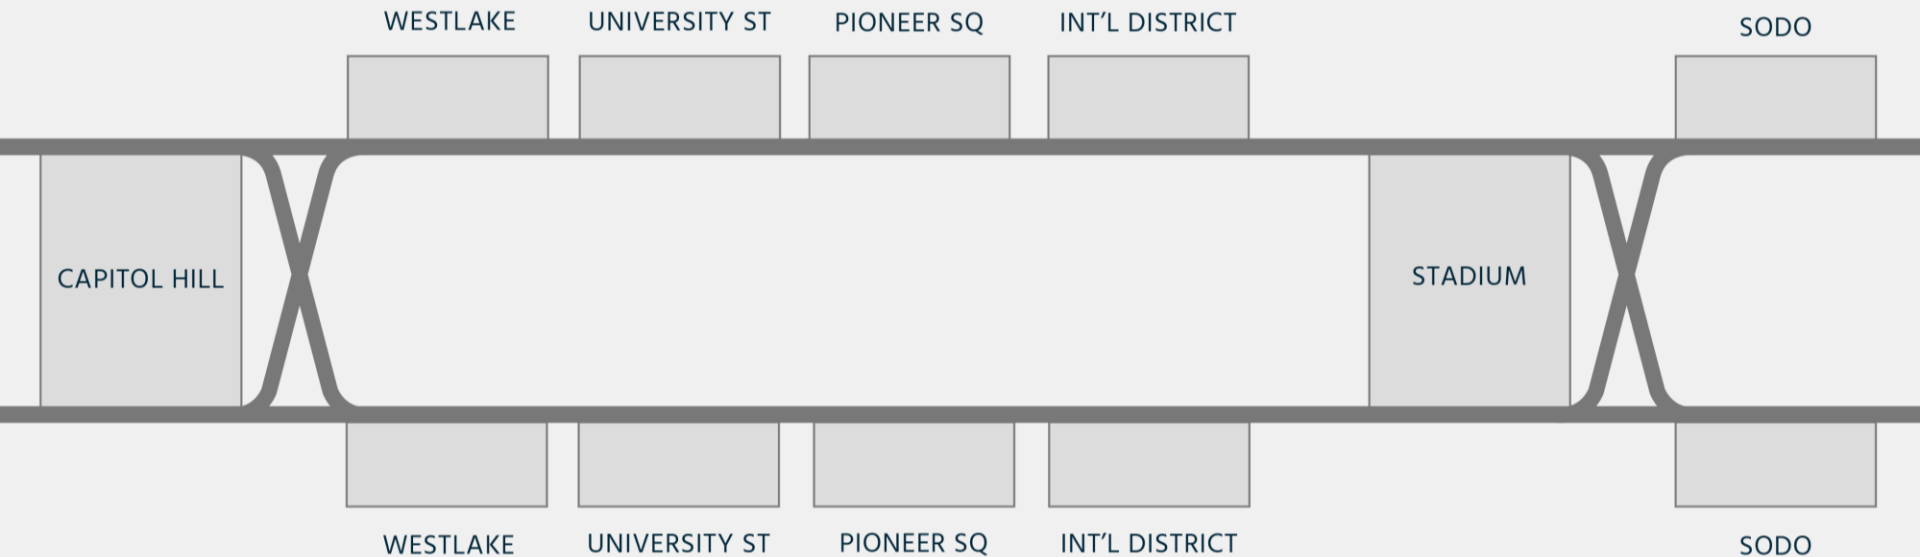 WESTLAKE
UNIVERSITY ST
PIONEER SQ
INT’L DISTRICT
SODO
CAPITOL HILL
STADIUM
WESTLAKE
UNIVERSITY ST
PIONEER SQ
INT’L DISTRICT
SODO